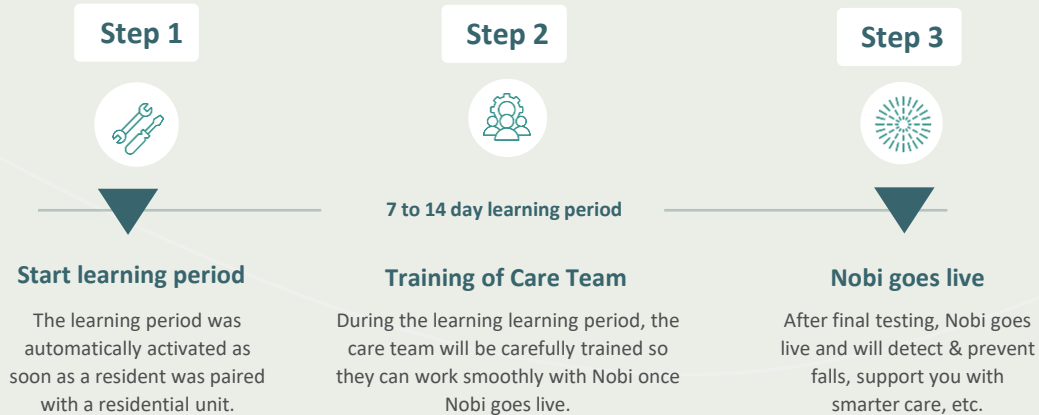 Step 1
Step 2
Step 3
7 to 14 day learning period
Start learning period
The learning period was
automatically activated as
soon as a resident was paired
with a residential unit.
Training of Care Team
During the learning learning period, the
care team will be carefully trained so
they can work smoothly with Nobi once
Nobi goes live.
Nobi goes live
After final testing, Nobi goes
live and will detect & prevent
falls, support you with
smarter care, etc.